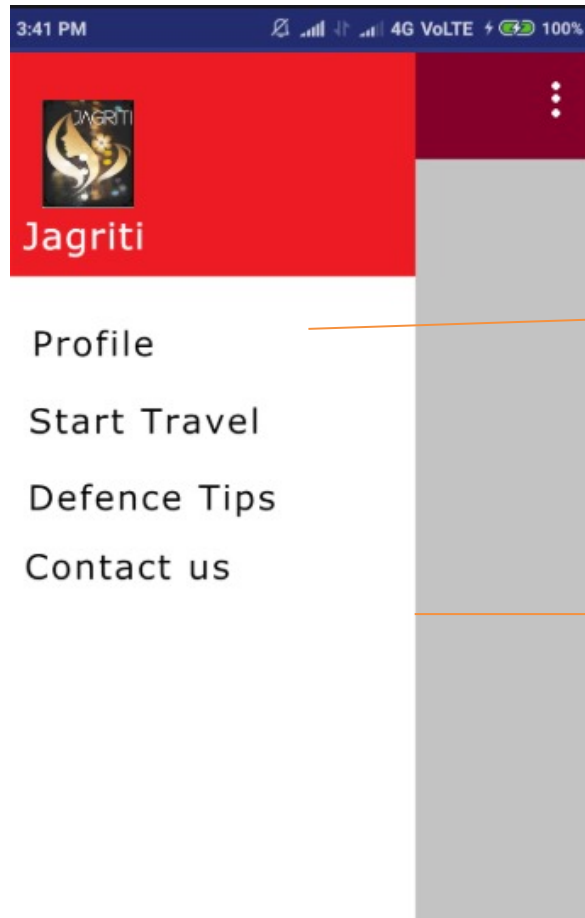 3:41 PM 4G VoLTE 100%
JAGRITI
Jagriti
Profile
Start Travel
Defence Tips
Contact us